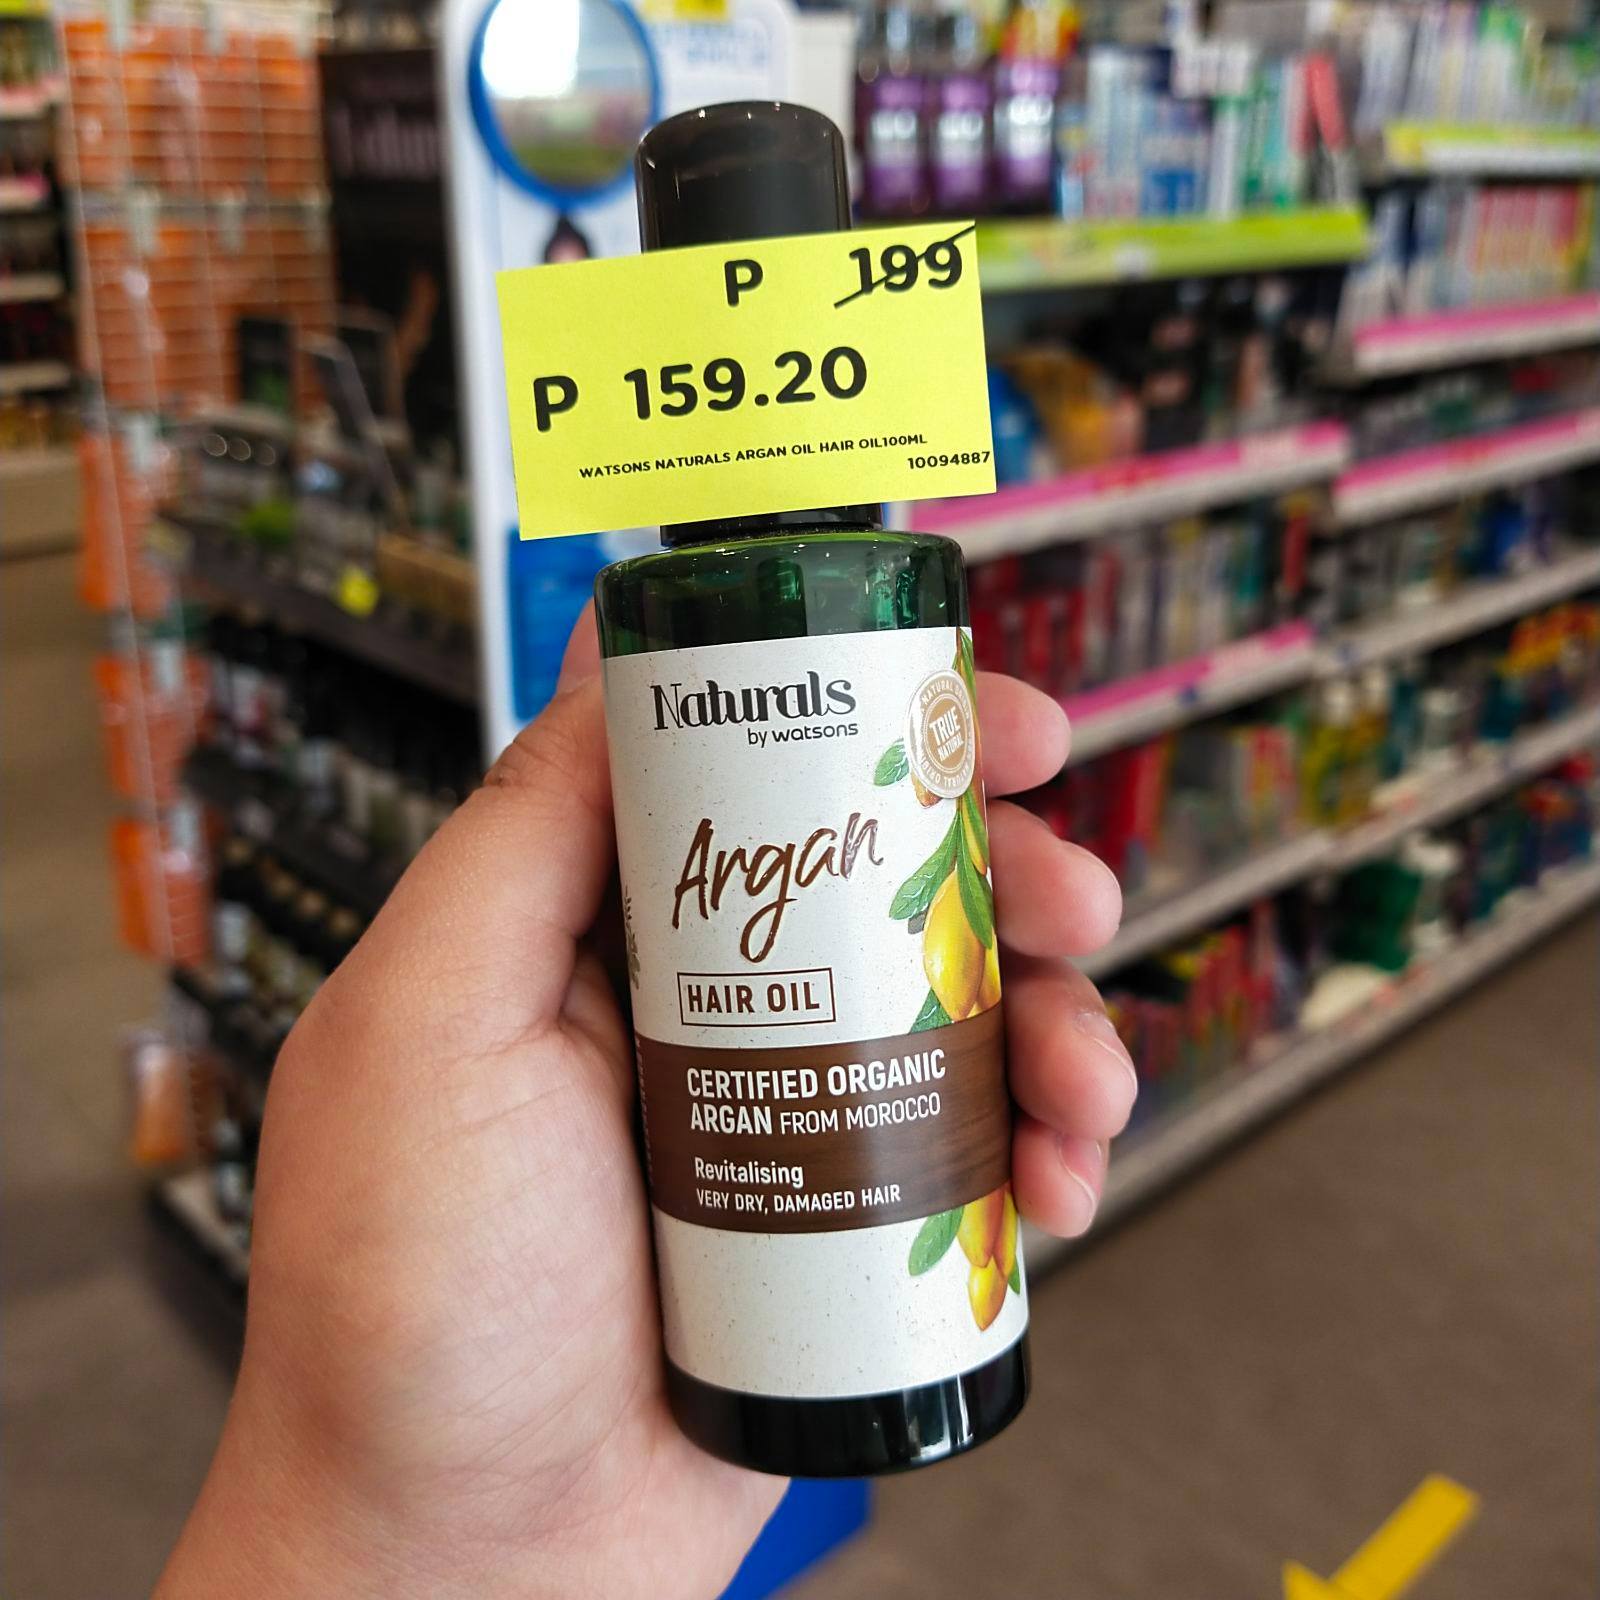 P 199
P 159.20
WATSONS NATURALS ARGAN OIL HAIR OIL100ML
10094887
Naturals
by watsons
TRUE
NATURAL
Argan
HAIR OIL
CERTIFIED ORGANIC
ARGAN FROM MOROCCO
Revitalising
VERY DRY, DAMAGED HAIR